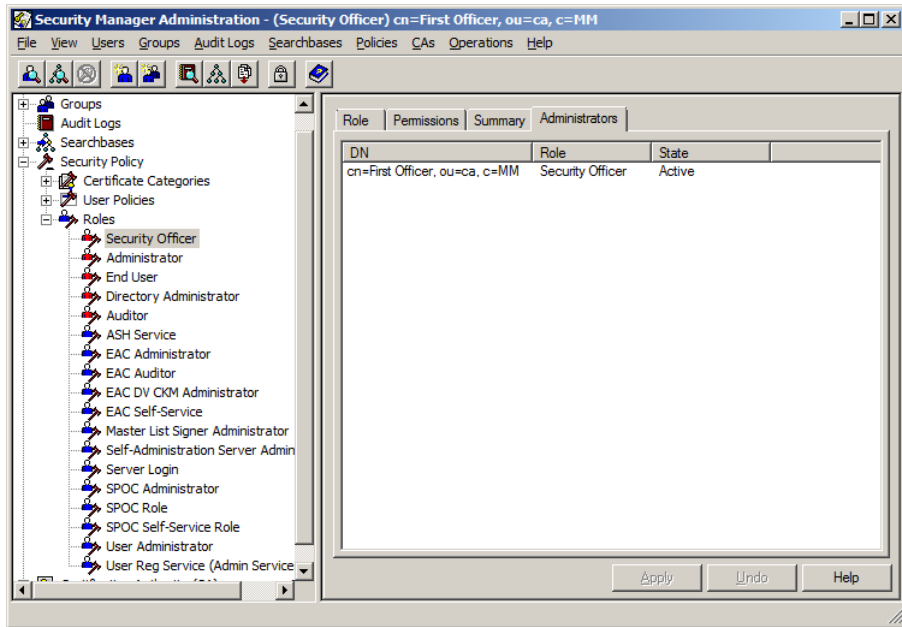 Security Manager Administration - (Security Officer) cn=First Officer, ou=ca, c=MM
File View Users Groups Audit Logs Searchbases Policies CAs Operations Help
Groups
Audit Logs
Searchbases
Security Policy
Certificate Categories
User Policies
Roles
Security Officer
Administrator
End User
Directory Administrator
Auditor
ASH Service
EAC Administrator
EAC Auditor
EAC DV CKM Administrator
EAC Self-Service
Master List Signer Administrator
Self-Administration Server Admin
Server Login
SPOC Administrator
SPOC Role
SPOC Self-Service Role
User Administrator
User Reg Service (Admin Service
Role Permissions Summary Administrators
DN Role State
cn=First Officer, ou=ca, c=MM Security Officer Active
Apply Undo Help